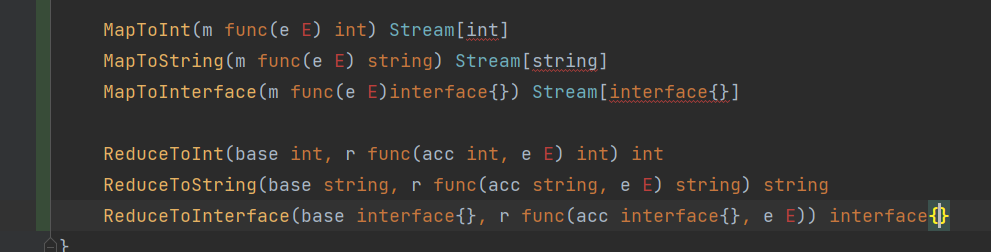 MapToInt(m func(e E) int) Stream[int]
MapToString(m func(e E) string) Stream[string]
MapToInterface(m func(e E)interface{}) Stream[interface{}]
ReduceToInt(base int, r func(acc int, e E) int) int
ReduceToString(base string, r func(acc string, e E) string) string
ReduceToInterface(base interface{}, r func(acc interface{}, e E)) interface{}
}